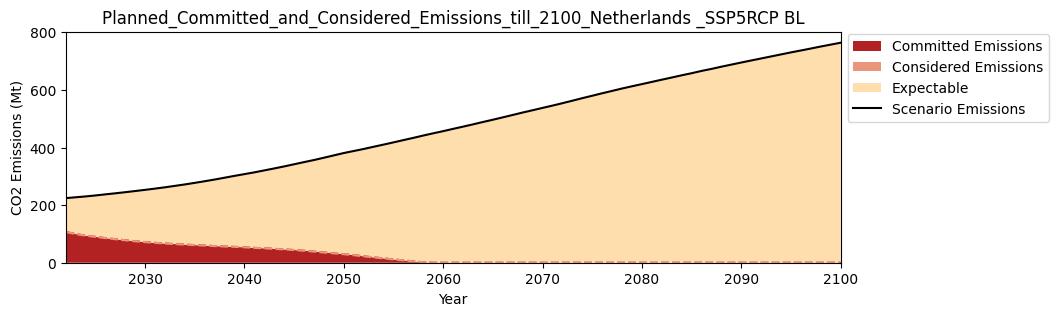 Planned_Committed_and_Considered_Emissions_till_2100_Netherlands _SSP5RCP BL
CO2 Emissions (Mt)
800
600
400
200
0
2030 2040 2050 2060 2070 2080 2090 2100
Year
Committed Emissions
Considered Emissions
Expectable
Scenario Emissions